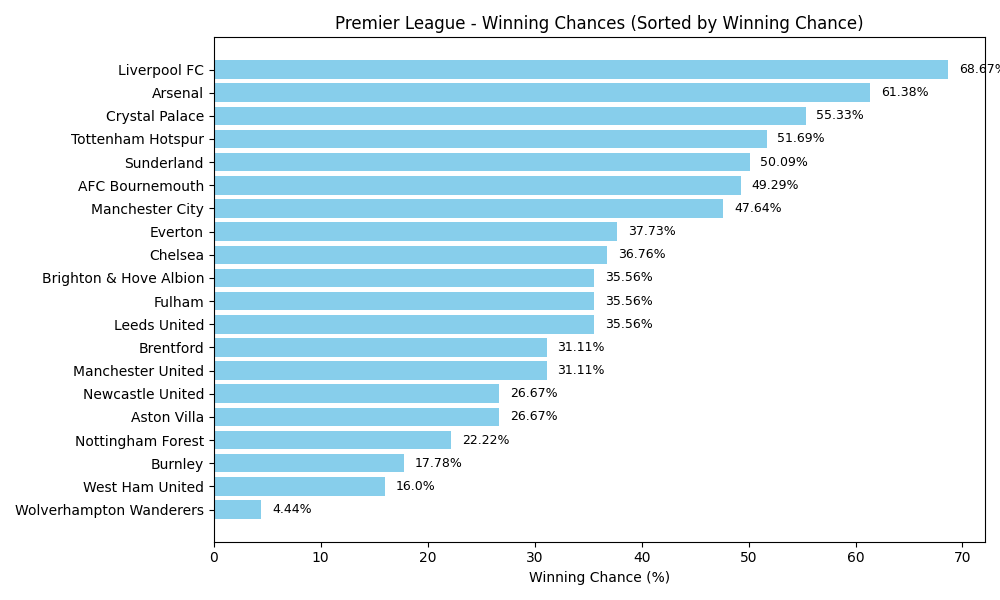 Premier League - Winning Chances (Sorted by Winning Chance)
Liverpool FC 68.67%
Arsenal 61.38%
Crystal Palace 55.33%
Tottenham Hotspur 51.69%
Sunderland 50.09%
AFC Bournemouth 49.29%
Manchester City 47.64%
Everton 37.73%
Chelsea 36.76%
Brighton & Hove Albion 35.56%
Fulham 35.56%
Leeds United 35.56%
Brentford 31.11%
Manchester United 31.11%
Newcastle United 26.67%
Aston Villa 26.67%
Nottingham Forest 22.22%
Burnley 17.78%
West Ham United 16.0%
Wolverhampton Wanderers 4.44%
0 10 20 30 40 50 60 70
Winning Chance (%)